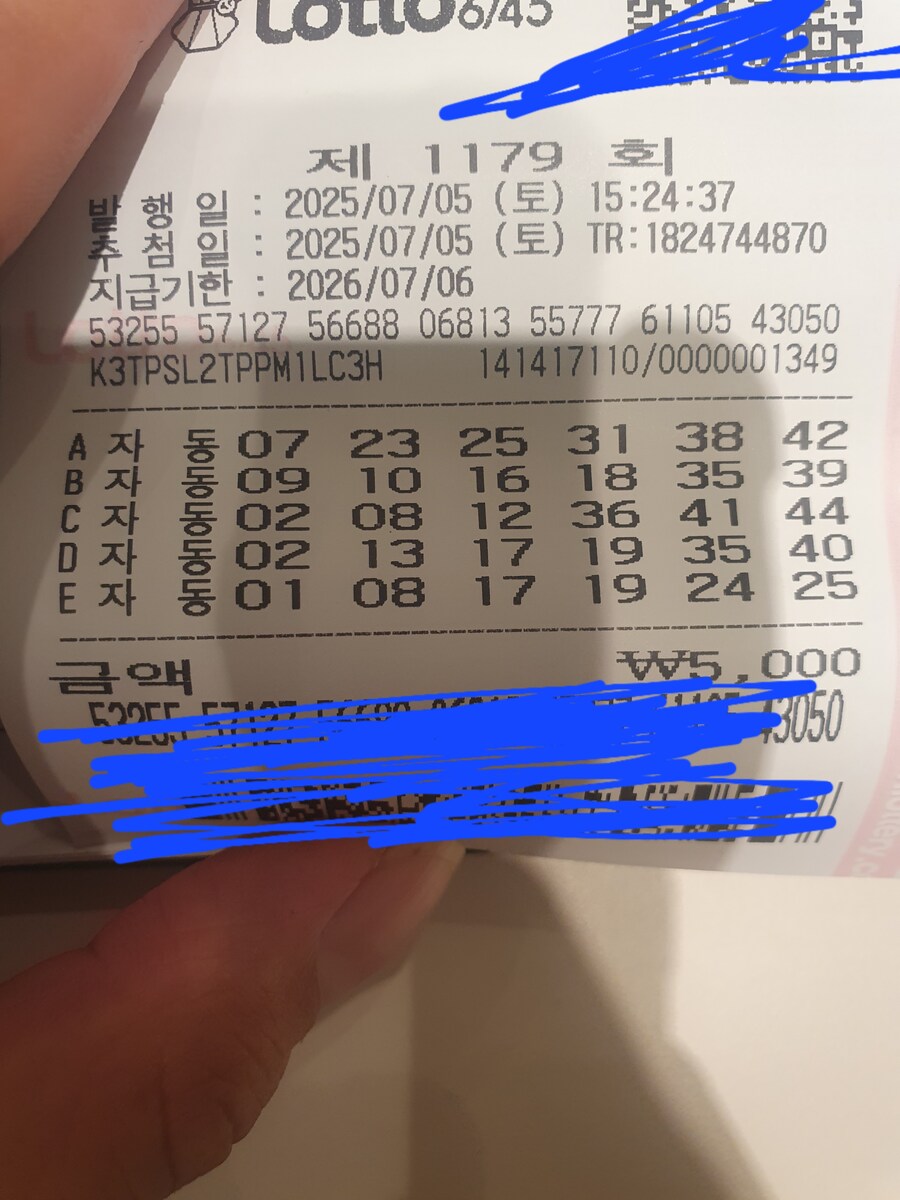 Lotto 6/45
제 1179 회
발 행 일 : 2025/07/05 (토) 15:24:37
추 첨 일 : 2025/07/05 (토) TR:1824744870
지급기한 : 2026/07/06
53255 57127 56688 06813 55777 61105 43050
K3TPSL2TPPM1LC3H 141417110/0000001349
A 자 동 07 23 25 31 38 42
B 자 동 09 10 16 18 35 39
C 자 동 02 08 12 36 41 44
D 자 동 02 13 17 19 35 40
E 자 동 01 08 17 19 24 25
금액 ₩5,000
53255 43050